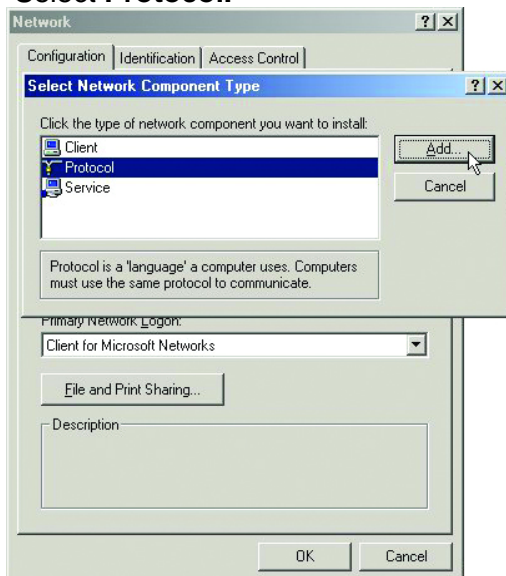 Select Protocol.
Network
Configuration Identification Access Control
Select Network Component Type
Click the type of network component you want to install:
Client
Protocol
Service
Add...
Cancel
Protocol is a 'language' a computer uses. Computers
must use the same protocol to communicate.
Primary Network Logon:
Client for Microsoft Networks
File and Print Sharing...
Description
OK
Cancel